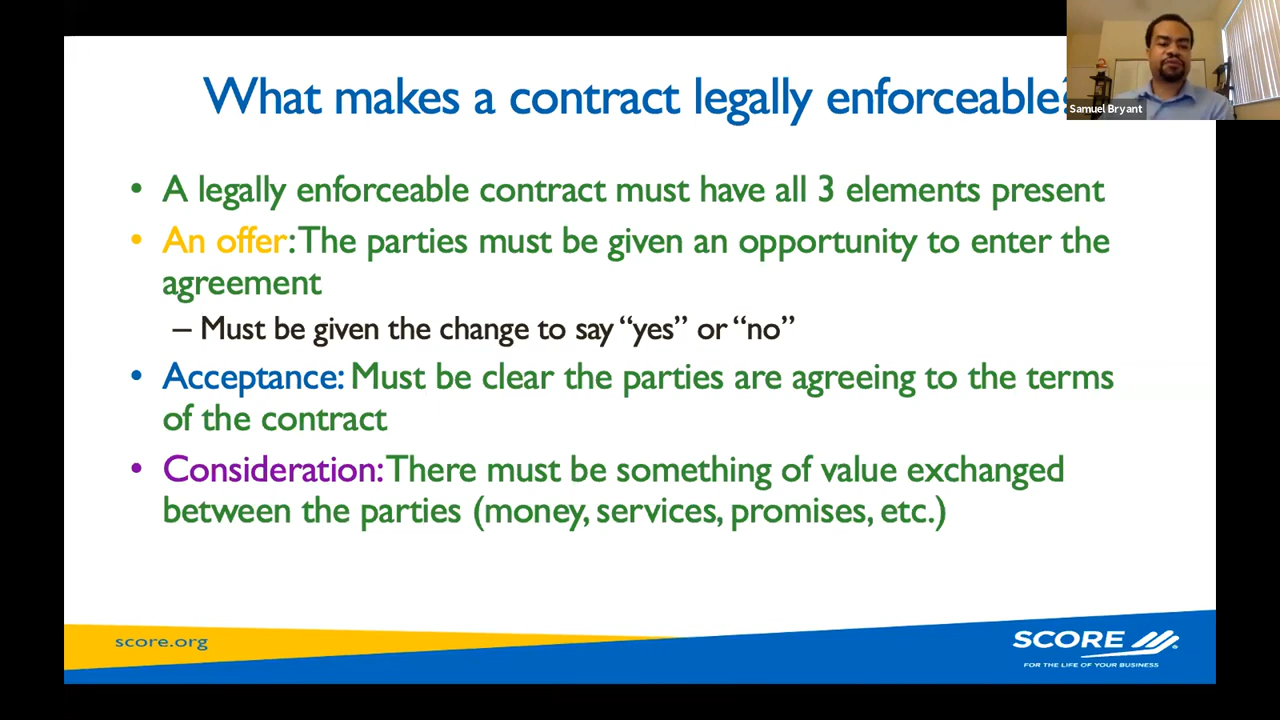 What makes a contract legally enforceable?
Samuel Bryant
• A legally enforceable contract must have all 3 elements present
• An offer: The parties must be given an opportunity to enter the
agreement
– Must be given the change to say “yes” or “no”
• Acceptance: Must be clear the parties are agreeing to the terms
of the contract
• Consideration: There must be something of value exchanged
between the parties (money, services, promises, etc.)
score.org
SCORE
FOR THE LIFE OF YOUR BUSINESS